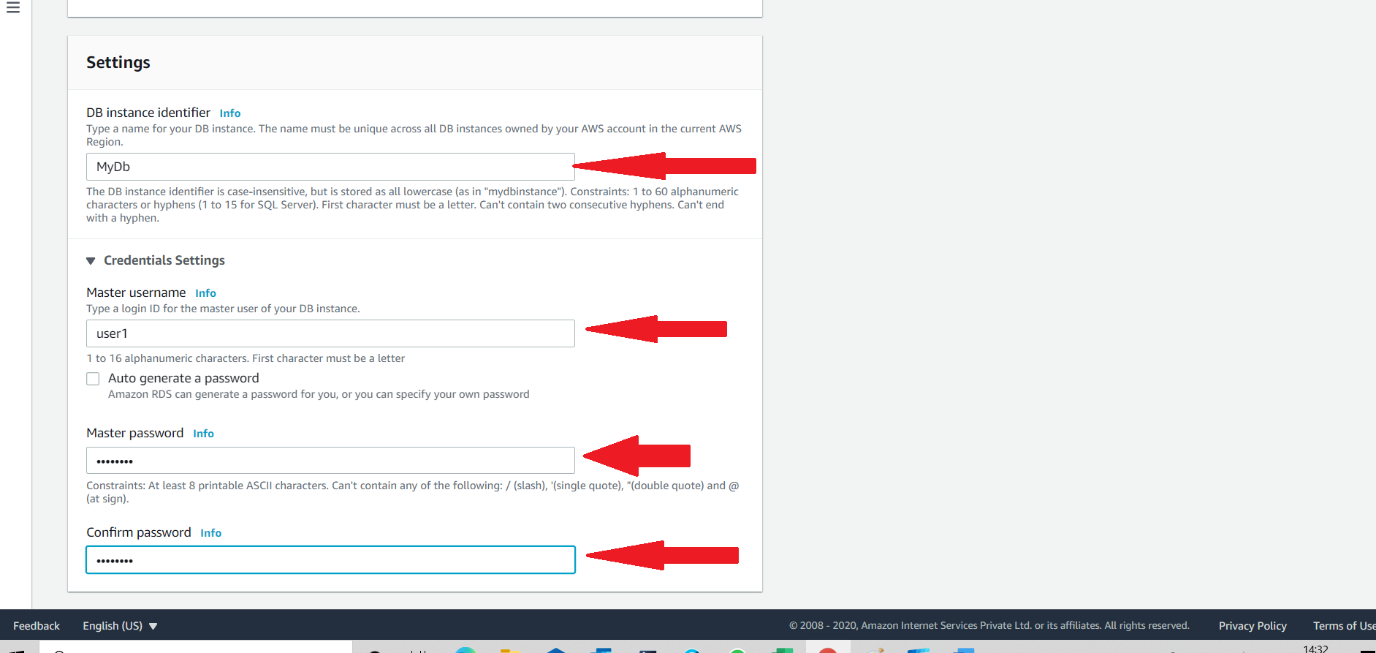 Settings
DB instance identifier Info
Type a name for your DB instance. The name must be unique across all DB instances owned by your AWS account in the current AWS
Region.
MyDb
The DB instance identifier is case-insensitive, but is stored as all lowercase (as in "mydbinstance"). Constraints: 1 to 60 alphanumeric
characters or hyphens (1 to 15 for SQL Server). First character must be a letter. Can't contain two consecutive hyphens. Can't end
with a hyphen.
Credentials Settings
Master username Info
Type a login ID for the master user of your DB instance.
user1
1 to 16 alphanumeric characters. First character must be a letter
Auto generate a password
Amazon RDS can generate a password for you, or you can specify your own password
Master password Info
••••••••
Constraints: At least 8 printable ASCII characters. Can't contain any of the following: / (slash), '(single quote), "(double quote) and @
(at sign).
Confirm password Info
••••••••
Feedback English (US) © 2008 - 2020, Amazon Internet Services Private Ltd. or its affiliates. All rights reserved. Privacy Policy Terms of Use
14:32